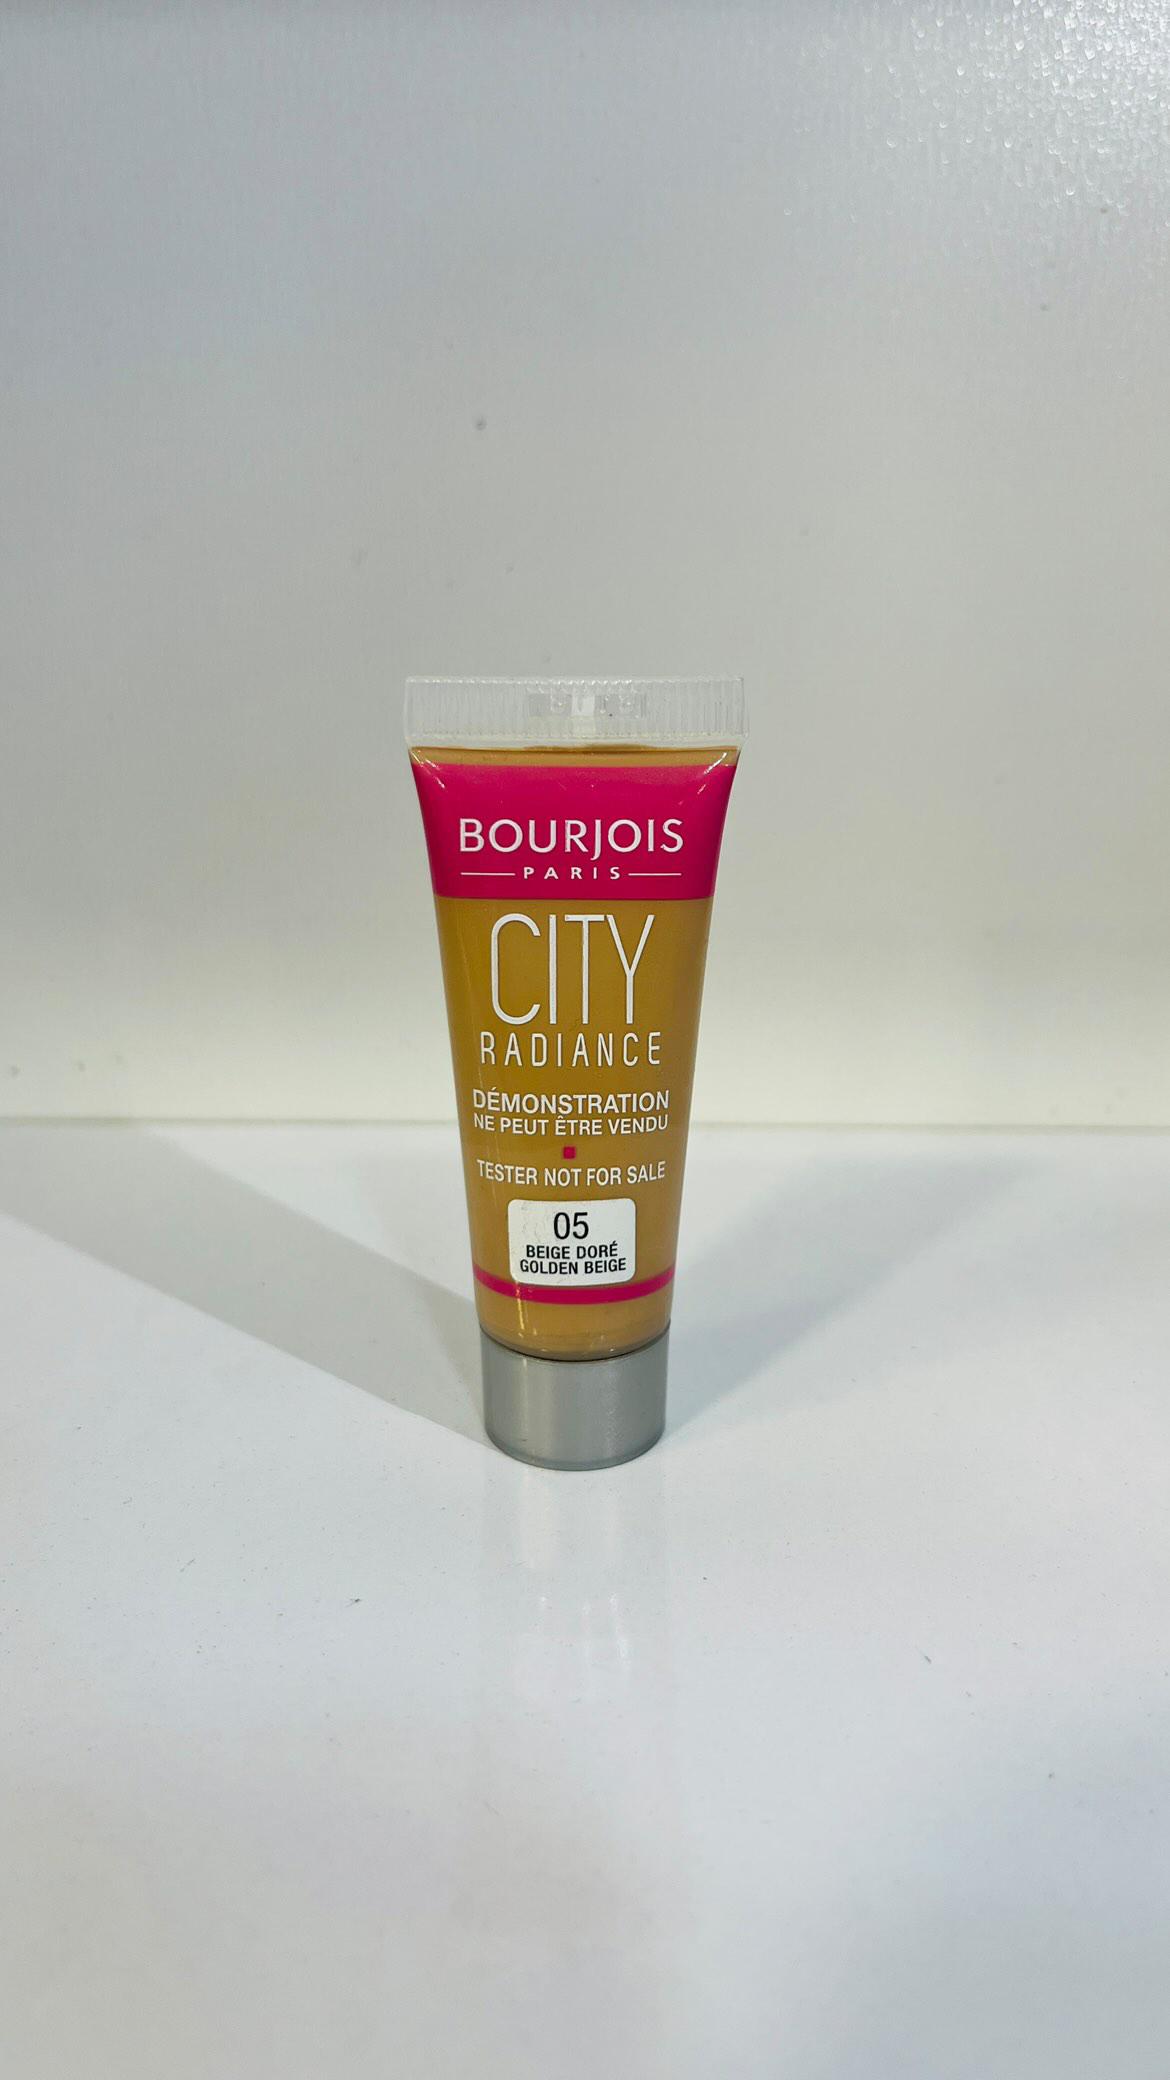 BOURJOIS
PARIS
CITY
RADIANCE
DÉMONSTRATION
NE PEUT ÊTRE VENDU
TESTER NOT FOR SALE
05
BEIGE DORÉ
GOLDEN BEIGE